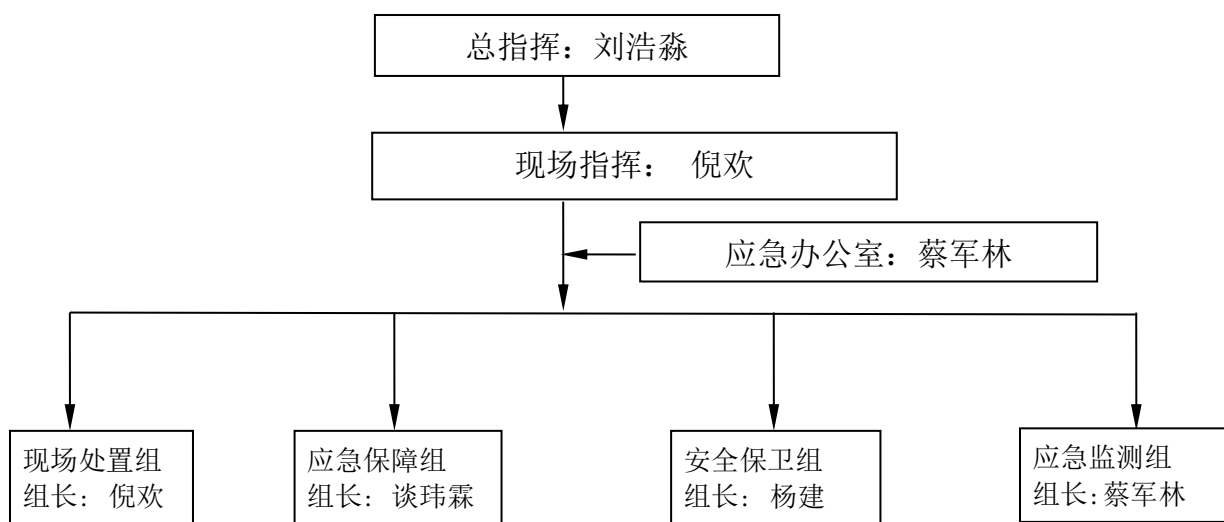 总指挥：刘浩淼
现场指挥： 倪欢
应急办公室：蔡军林
现场处置组
组长：倪欢
应急保障组
组长：谈玮霖
安全保卫组
组长：杨建
应急监测组
组长:蔡军林